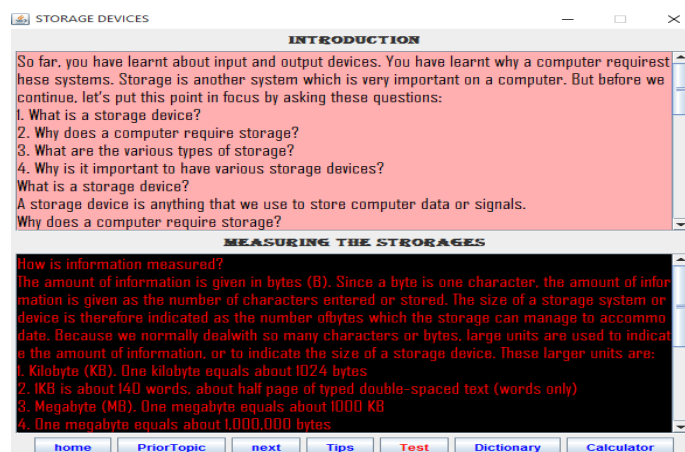 STORAGE DEVICES
INTRODUCTION
So far, you have learnt about input and output devices. You have learnt why a computer requirest
hese systems. Storage is another system which is very important on a computer. But before we
continue, let's put this point in focus by asking these questions:
1. What is a storage device?
2. Why does a computer require storage?
3. What are the various types of storage?
4. Why is it important to have various storage devices?
What is a storage device?
A storage device is anything that we use to store computer data or signals.
Why does a computer require storage?
MEASURING THE STRORAGES
How is information measured?
The amount of information is given in bytes (B). Since a byte is one character, the amount of infor
mation is given as the number of characters entered or stored. The size of a storage system or
device is therefore indicated as the number ofbytes which the storage can manage to accommo
date. Because we normally dealwith so many characters or bytes, large units are used to indicat
e the amount of information, or to indicate the size of a storage device. These larger units are:
1. Kilobyte (KB). One kilobyte equals about 1024 bytes
2. 1KB is about 140 words, about half page of typed double-spaced text (words only)
3. Megabyte (MB). One megabyte equals about 1000 KB
4. One megabyte equals about 1,000,000 bytes
home PriorTopic next Tips Test Dictionary Calculator